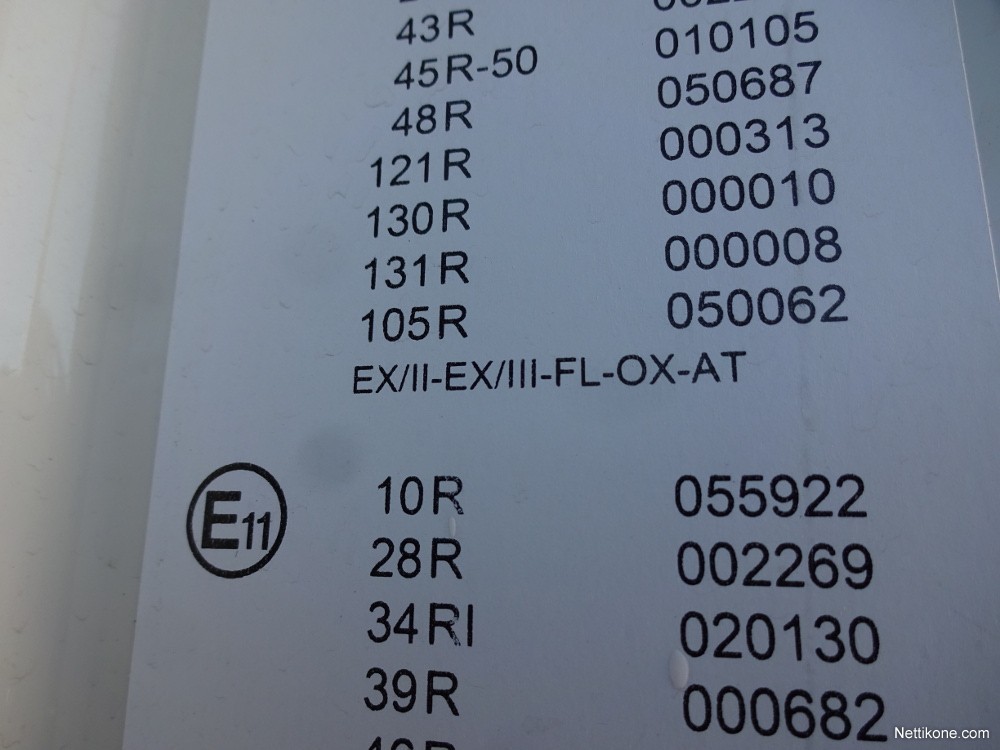 43R 010105
45R-50 050687
48R 000313
121R 000010
130R 000008
131R 050062
105R
EX/II-EX/III-FL-OX-AT
E11
10R 055922
28R 002269
34RI 020130
39R 000682
Nettikone.com